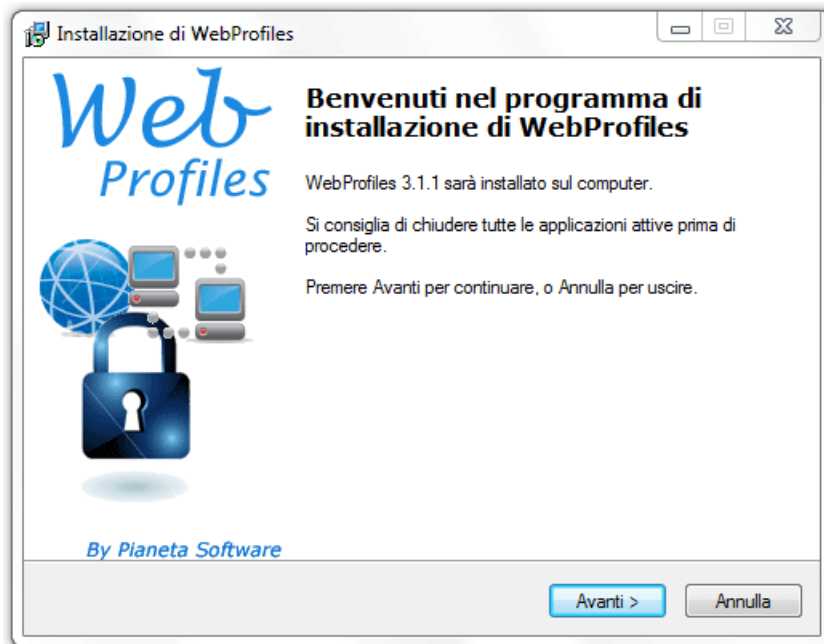 Installazione di WebProfiles
Web
Profiles
Benvenuti nel programma di
installazione di WebProfiles
WebProfiles 3.1.1 sarà installato sul computer.
Si consiglia di chiudere tutte le applicazioni attive prima di
procedere.
Premere Avanti per continuare, o Annulla per uscire.
By Pianeta Software
Avanti >
Annulla